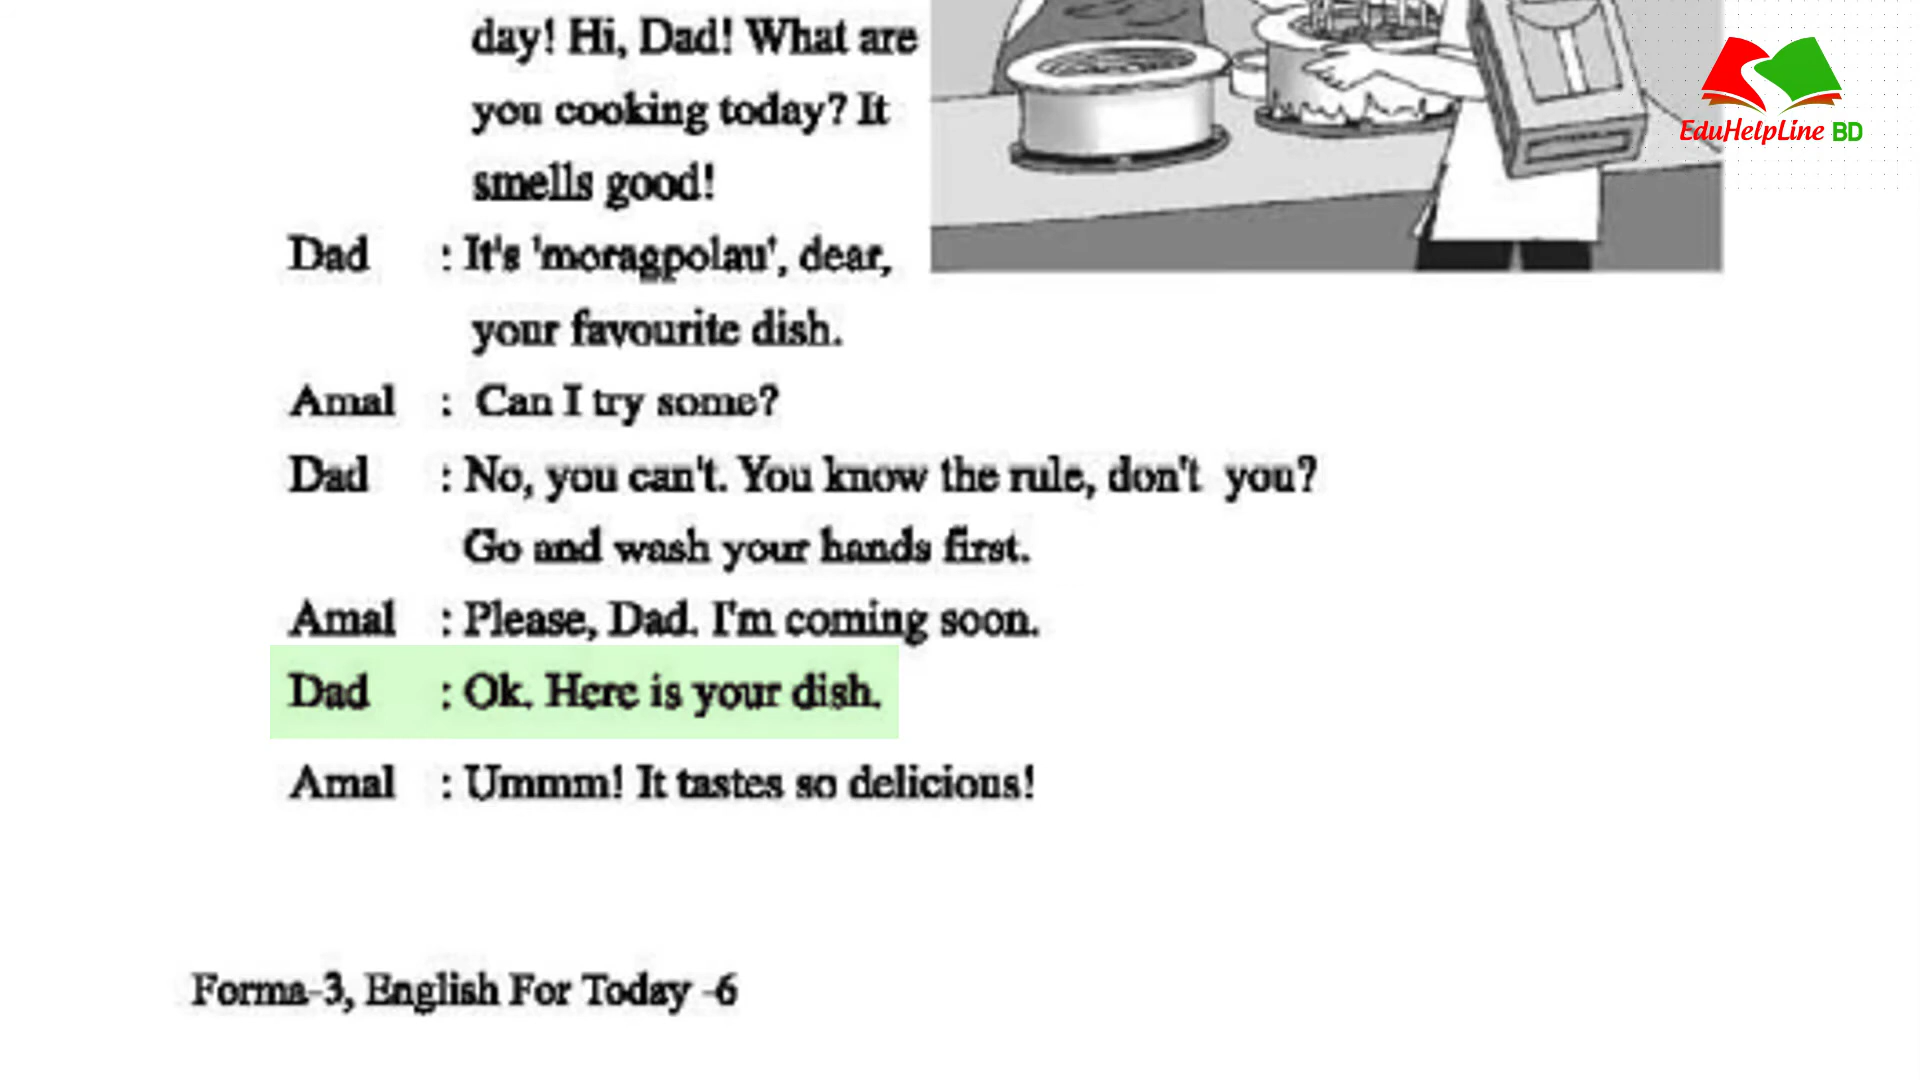 day! Hi, Dad! What are
you cooking today? It
smells good!
Dad : It's 'moragpolau', dear,
your favourite dish.
Amal : Can I try some?
Dad : No, you can't. You know the rule, don't you?
Go and wash your hands first.
Amal : Please, Dad. I'm coming soon.
Dad : Ok. Here is your dish.
Amal : Ummm! It tastes so delicious!
Forma-3, English For Today -6
EduHelpLine BD